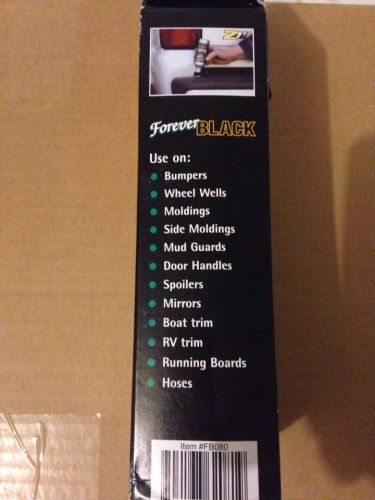 Forever BLACK
Use on:
• Bumpers
• Wheel Wells
• Moldings
• Side Moldings
• Mud Guards
• Door Handles
• Spoilers
• Mirrors
• Boat trim
• RV trim
• Running Boards
• Hoses
Item #FB080